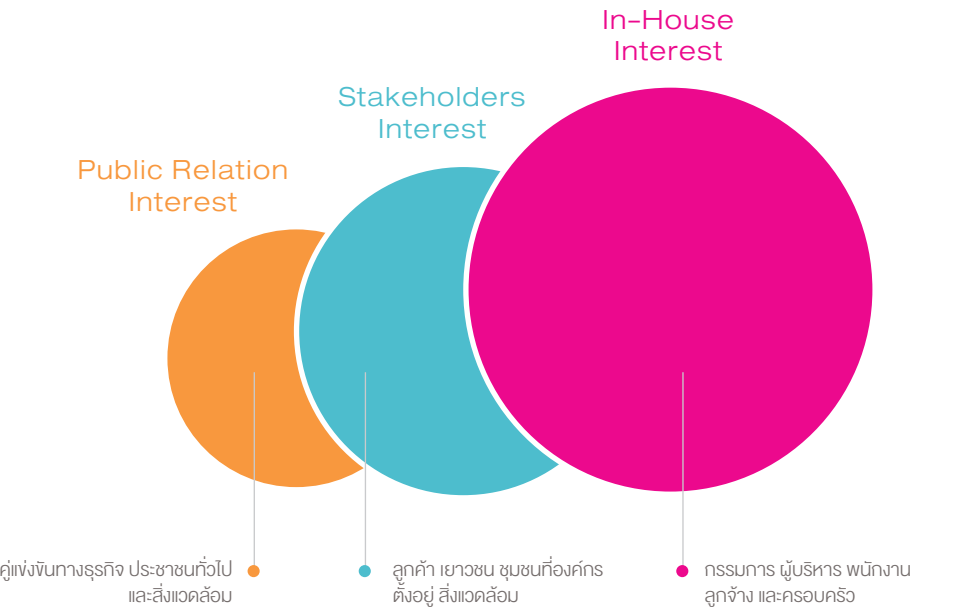 In-House
Interest
Stakeholders
Interest
Public Relation
Interest
คู่แข่งขันทางธุรกิจ ประชาชนทั่วไป
และสิ่งแวดล้อม
ลูกค้า เยาวชน ชุมชนที่องค์กร
ตั้งอยู่ สิ่งแวดล้อม
กรรมการ ผู้บริหาร พนักงาน
ลูกจ้าง และครอบครัว